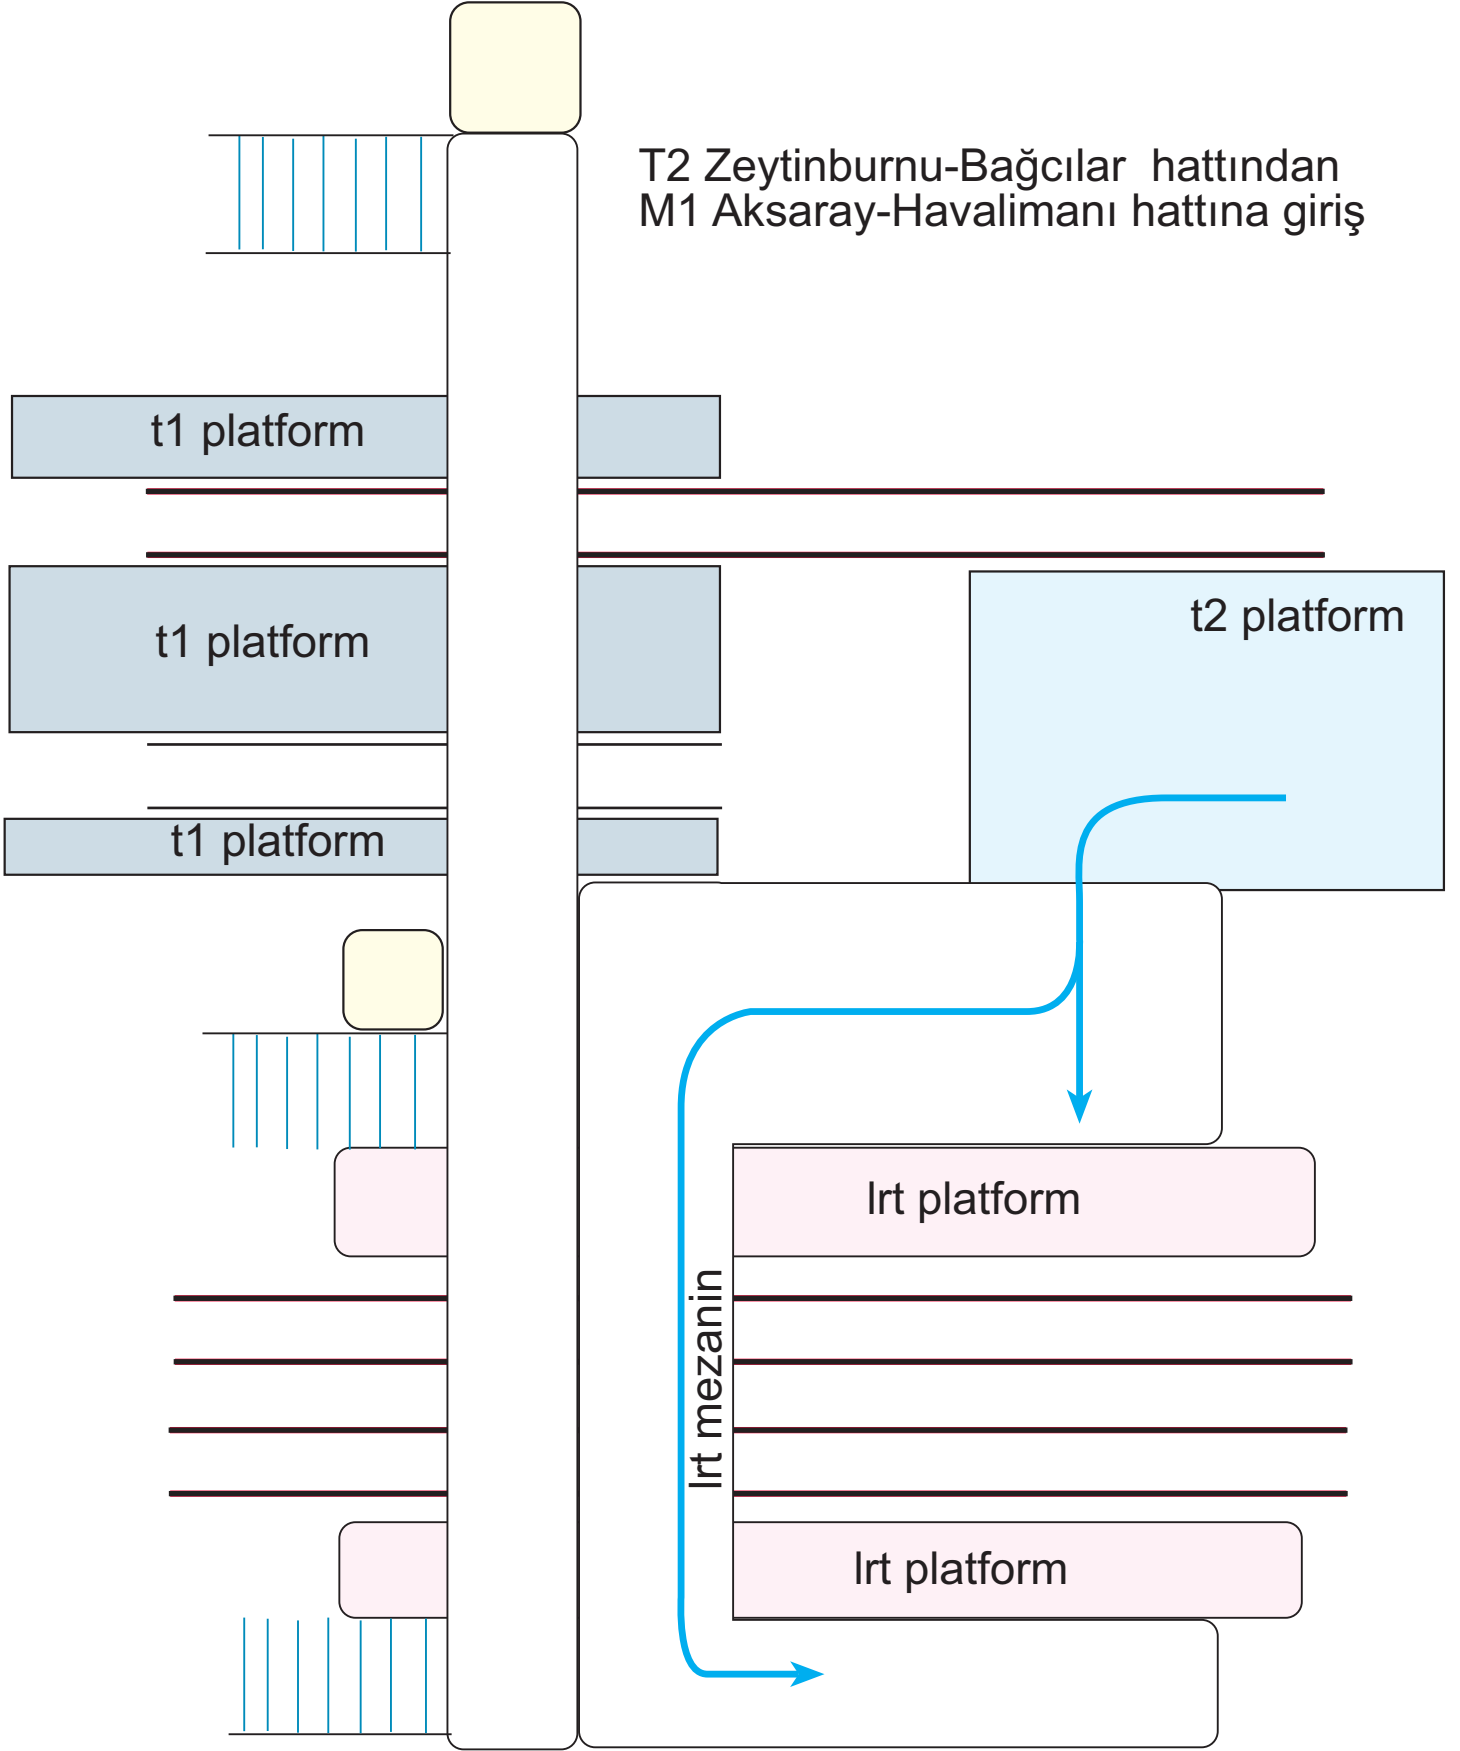 T2 Zeytinburnu-Bağcılar hattından
M1 Aksaray-Havalimanı hattına giriş
t1 platform
t2 platform
t1 platform
t1 platform
lrt platform
lrt mezanin
lrt platform